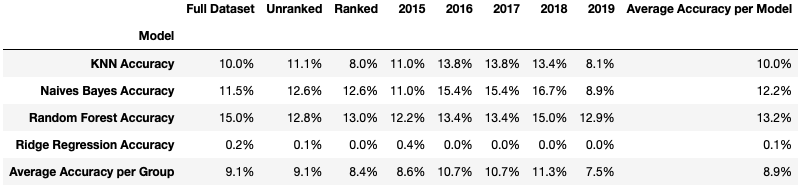 Full Dataset Unranked Ranked 2015 2016 2017 2018 2019 Average Accuracy per Model
Model
KNN Accuracy 10.0% 11.1% 8.0% 11.0% 13.8% 13.8% 13.4% 8.1% 10.0%
Naives Bayes Accuracy 11.5% 12.6% 12.6% 11.0% 15.4% 15.4% 16.7% 8.9% 12.2%
Random Forest Accuracy 15.0% 12.8% 13.0% 12.2% 13.4% 13.4% 15.0% 12.9% 13.2%
Ridge Regression Accuracy 0.2% 0.1% 0.0% 0.4% 0.0% 0.0% 0.0% 0.0% 0.1%
Average Accuracy per Group 9.1% 9.1% 8.4% 8.6% 10.7% 10.7% 11.3% 7.5% 8.9%